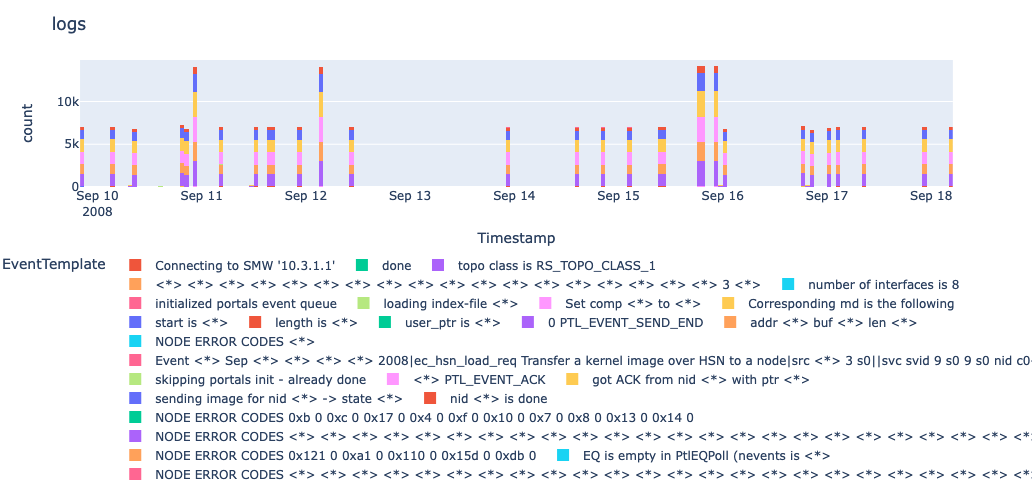 logs
10k
5k
0
count
Sep 10 Sep 11 Sep 12 Sep 13 Sep 14 Sep 15 Sep 16 Sep 17 Sep 18
2008
Timestamp
EventTemplate
Connecting to SMW '10.3.1.1' done topo class is RS_TOPO_CLASS_1
<*> <*> <*> <*> <*> <*> <*> <*> <*> <*> <*> <*> <*> <*> <*> <*> <*> <*> 3 <*> number of interfaces is 8
initialized portals event queue loading index-file <*> Set comp <*> to <*> Corresponding md is the following
start is <*> length is <*> user_ptr is <*> 0 PTL_EVENT_SEND_END addr <*> buf <*> len <*>
NODE ERROR CODES <*>
Event <*> Sep <*> <*> <*> <*> 2008|ec_hsn_load_req Transfer a kernel image over HSN to a node|src <*> 3 s0||svc svid 9 s0 9 s0 nid c0-
skipping portals init - already done <*> PTL_EVENT_ACK got ACK from nid <*> with ptr <*>
sending image for nid <*> -> state <*> nid <*> is done
NODE ERROR CODES 0xb 0 0xc 0 0x17 0 0x4 0 0xf 0 0x10 0 0x7 0 0x8 0 0x13 0 0x14 0
NODE ERROR CODES <*> <*> <*> <*> <*> <*> <*> <*> <*> <*> <*> <*> <*> <*> <*> <*> <*> <*> <*> <*> <*> <*> <*>
NODE ERROR CODES 0x121 0 0xa1 0 0x110 0 0x15d 0 0xdb 0 EQ is empty in PtlEQPoll (nevents is <*>
NODE ERROR CODES <*> <*> <*> <*> <*> <*> <*> <*> <*> <*> <*> <*> <*> <*> <*> <*> <*> <*> <*> <*> <*> <*> <*>